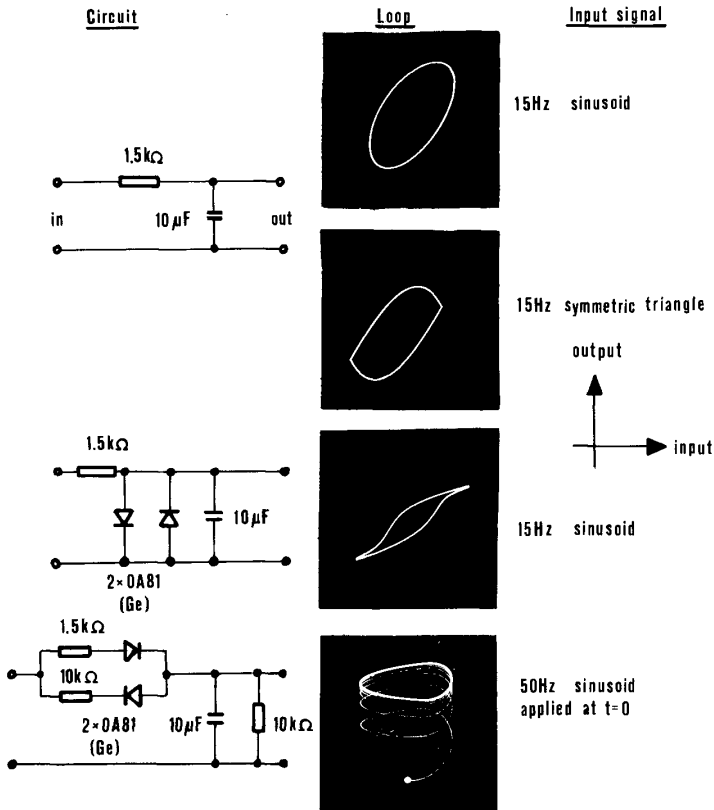 Circuit Loop Input signal
15Hz sinusoid
1.5kΩ
in 10μF out
15Hz symmetric triangle
output
input
1.5kΩ
10μF
15Hz sinusoid
2×OA81
(Ge)
1.5kΩ
10kΩ
50Hz sinusoid
applied at t=0
2×OA81
(Ge)
10μF 10kΩ